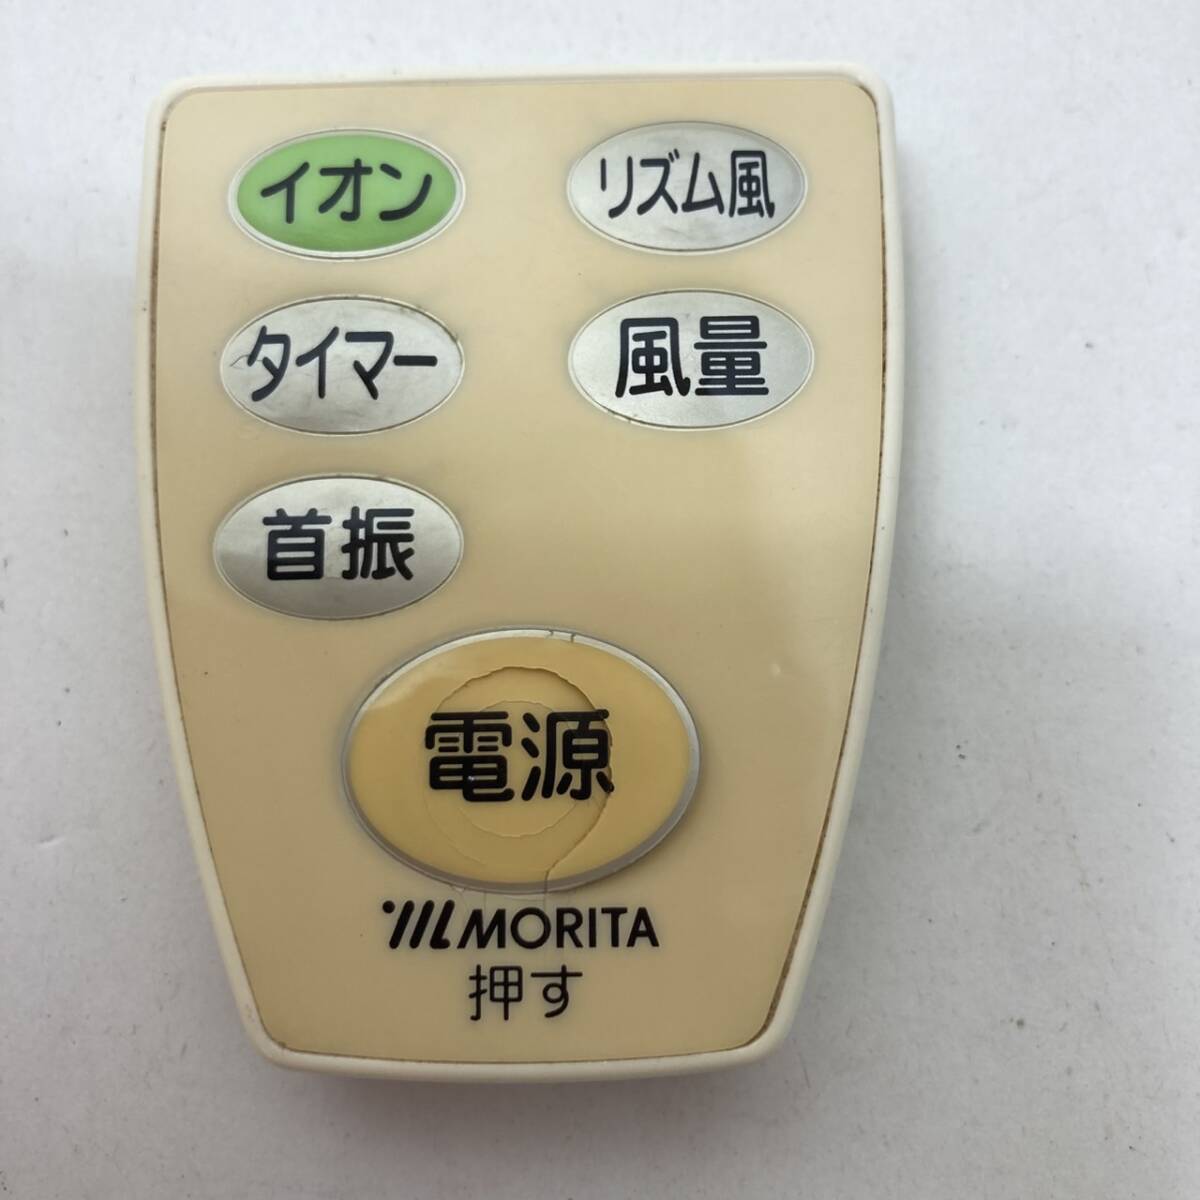 イオン リズム風
タイマー 風量
首振
電源
MORITA
押す